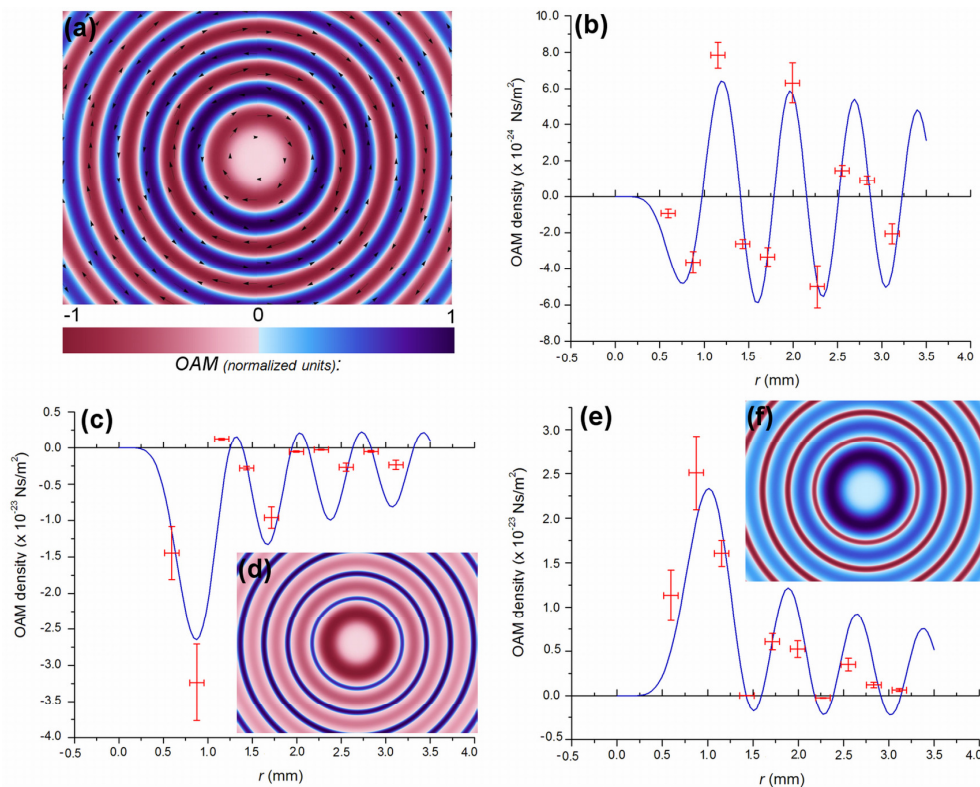 (a)
-1 0 1
OAM (normalized units):
(b)
10.0
8.0
6.0
4.0
2.0
0.0
-2.0
-4.0
-6.0
-8.0
OAM density (x 10⁻²⁴ Ns/m²)
-0.5 0.0 0.5 1.0 1.5 2.0 2.5 3.0 3.5 4.0
r (mm)
(c)
0.5
0.0
-0.5
-1.0
-1.5
-2.0
-2.5
-3.0
-3.5
-4.0
OAM density (x 10⁻²³ Ns/m²)
(d)
-0.5 0.0 0.5 1.0 1.5 2.0 2.5 3.0 3.5 4.0
r (mm)
(e)
3.0
2.5
2.0
1.5
1.0
0.5
0.0
-0.5
OAM density (x 10⁻²³ Ns/m²)
(f)
-0.5 0.0 0.5 1.0 1.5 2.0 2.5 3.0 3.5 4.0
r (mm)